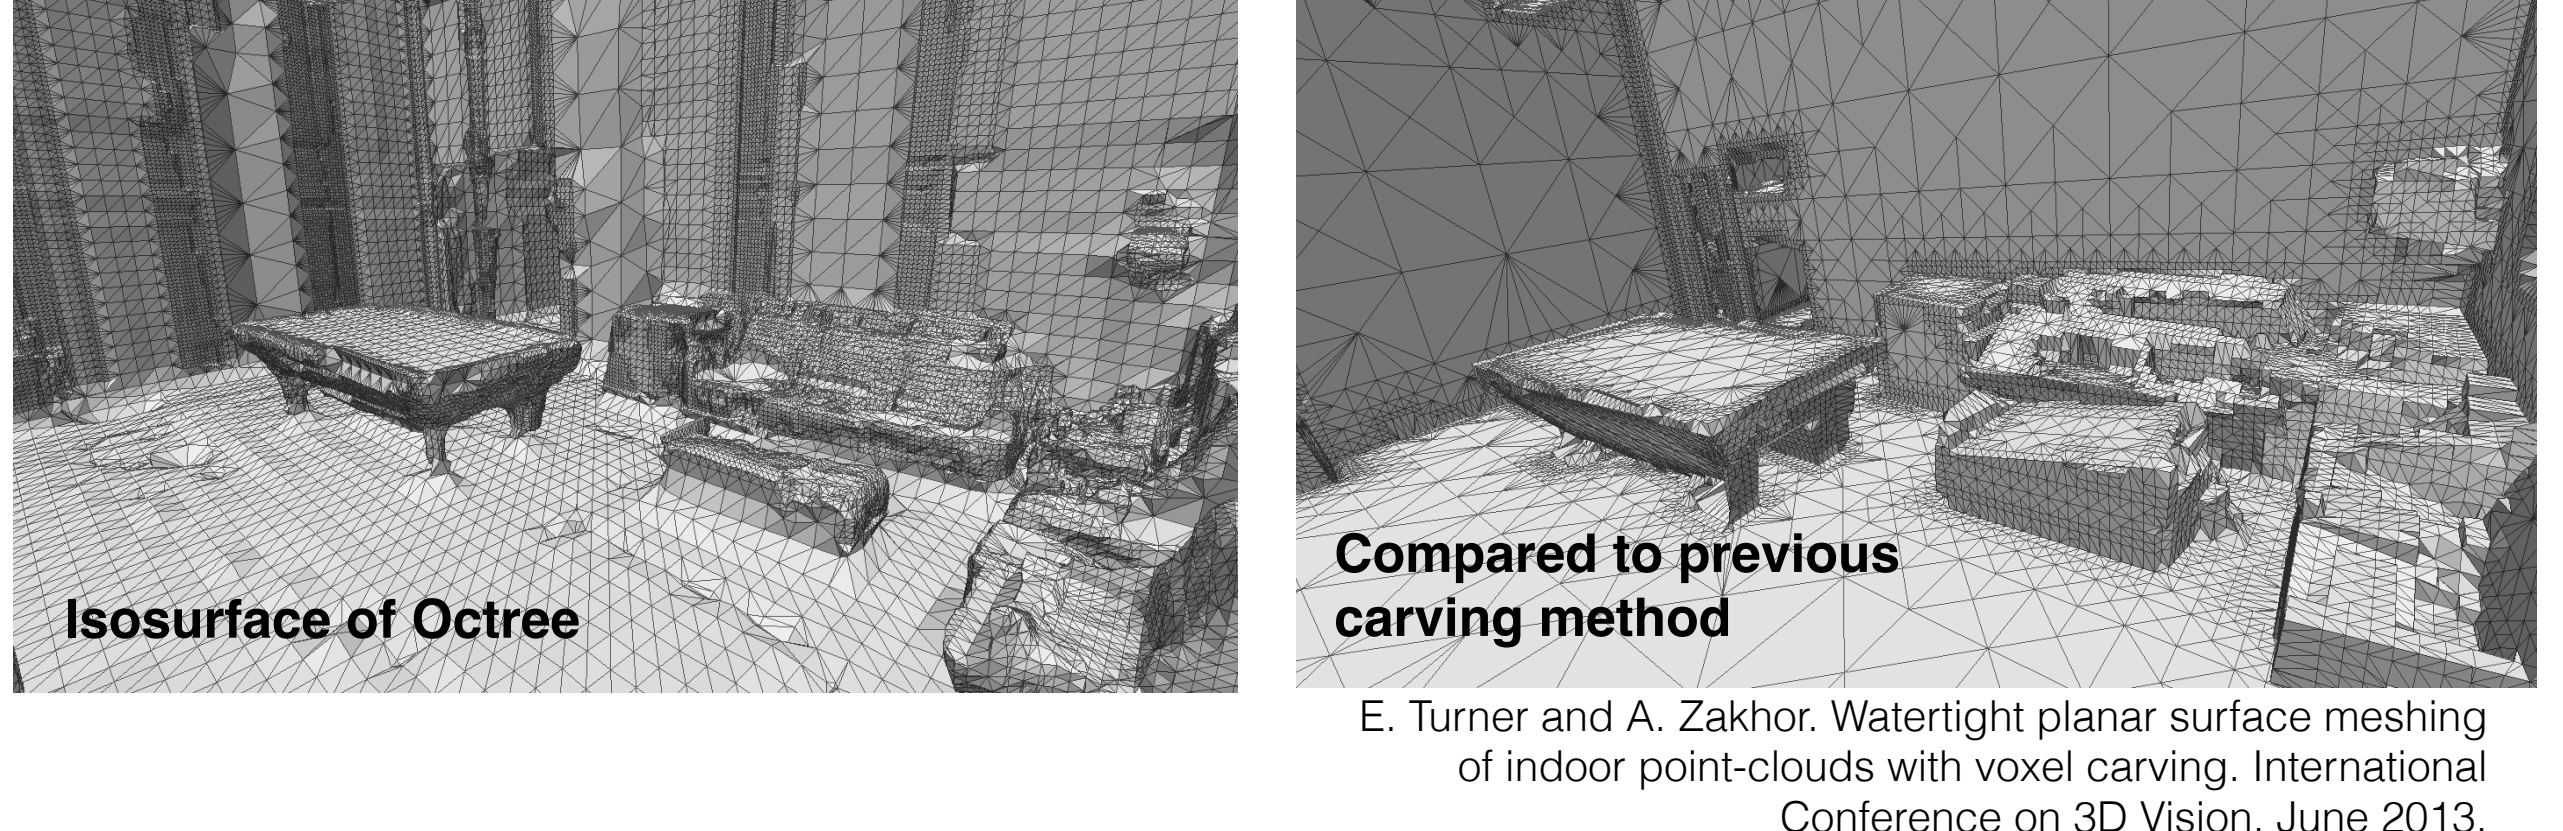 Isosurface of Octree
Compared to previous
carving method
E. Turner and A. Zakhor. Watertight planar surface meshing
of indoor point-clouds with voxel carving. International
Conference on 3D Vision, June 2013.